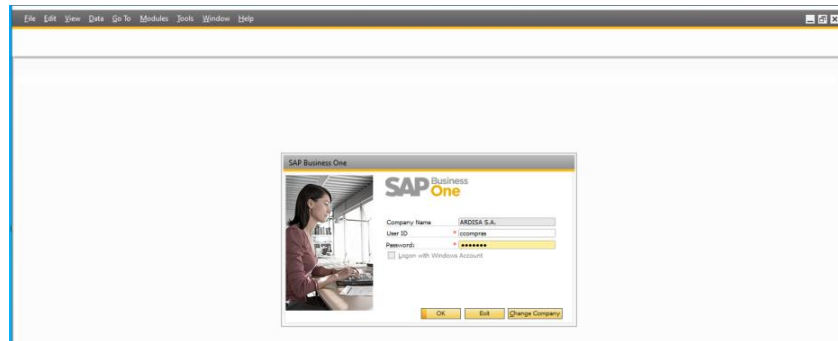 File Edit View Data Go To Modules Tools Window Help
SAP Business One
SAP Business One
Company Name ARDISA S.A.
User ID * ccompras
Password: * •••••••
Logon with Windows Account
OK Exit Change Company